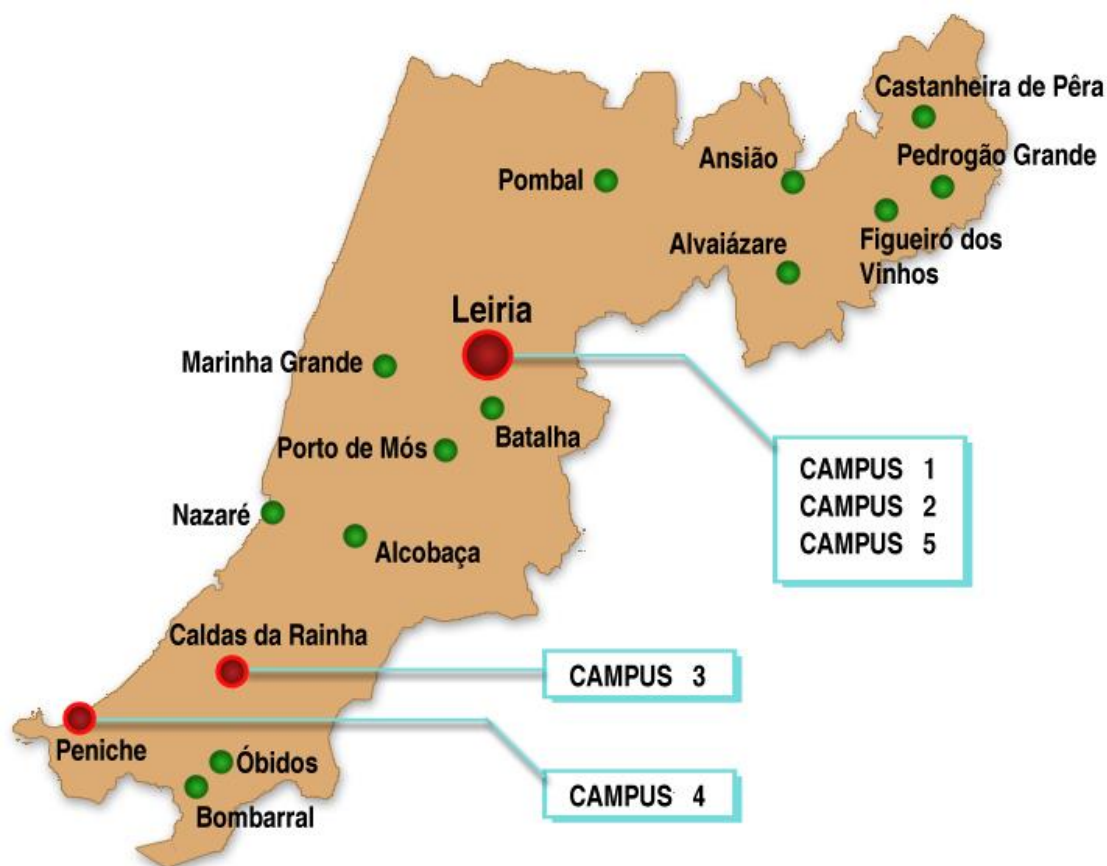 Castanheira de Pêra
Pedrogão Grande
Ansião
Pombal
Figueiró dos
Vinhos
Alvaiázare
Leiria
Marinha Grande
Batalha
Porto de Mós
CAMPUS 1
CAMPUS 2
CAMPUS 5
Nazaré
Alcobaça
Caldas da Rainha
CAMPUS 3
Peniche
Óbidos
CAMPUS 4
Bombarral